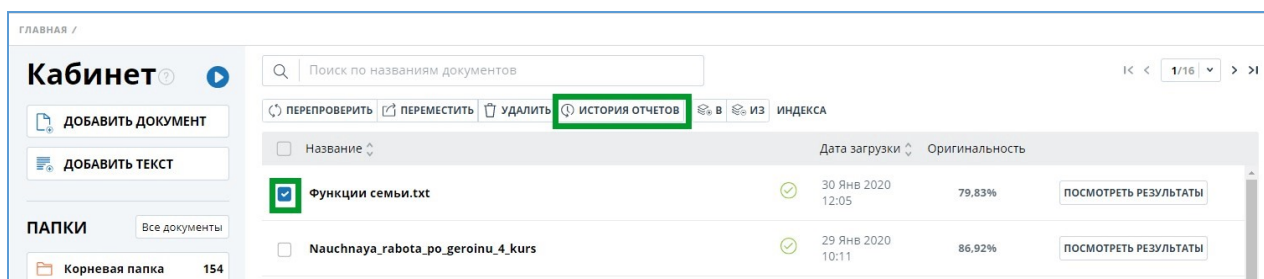 ГЛАВНАЯ /
Кабинет
ДОБАВИТЬ ДОКУМЕНТ
ДОБАВИТЬ ТЕКСТ
ПАПКИ Все документы
Корневая папка 154
Поиск по названиям документов
1/16
ПЕРЕПРОВЕРИТЬ ПЕРЕМЕСТИТЬ УДАЛИТЬ ИСТОРИЯ ОТЧЕТОВ В ИЗ ИНДЕКСА
Название Дата загрузки Оригинальность
Функции семьи.txt 30 Янв 2020 12:05 79,83% ПОСМОТРЕТЬ РЕЗУЛЬТАТЫ
Nauchnaya_rabota_po_geroinu_4_kurs 29 Янв 2020 10:11 86,92% ПОСМОТРЕТЬ РЕЗУЛЬТАТЫ